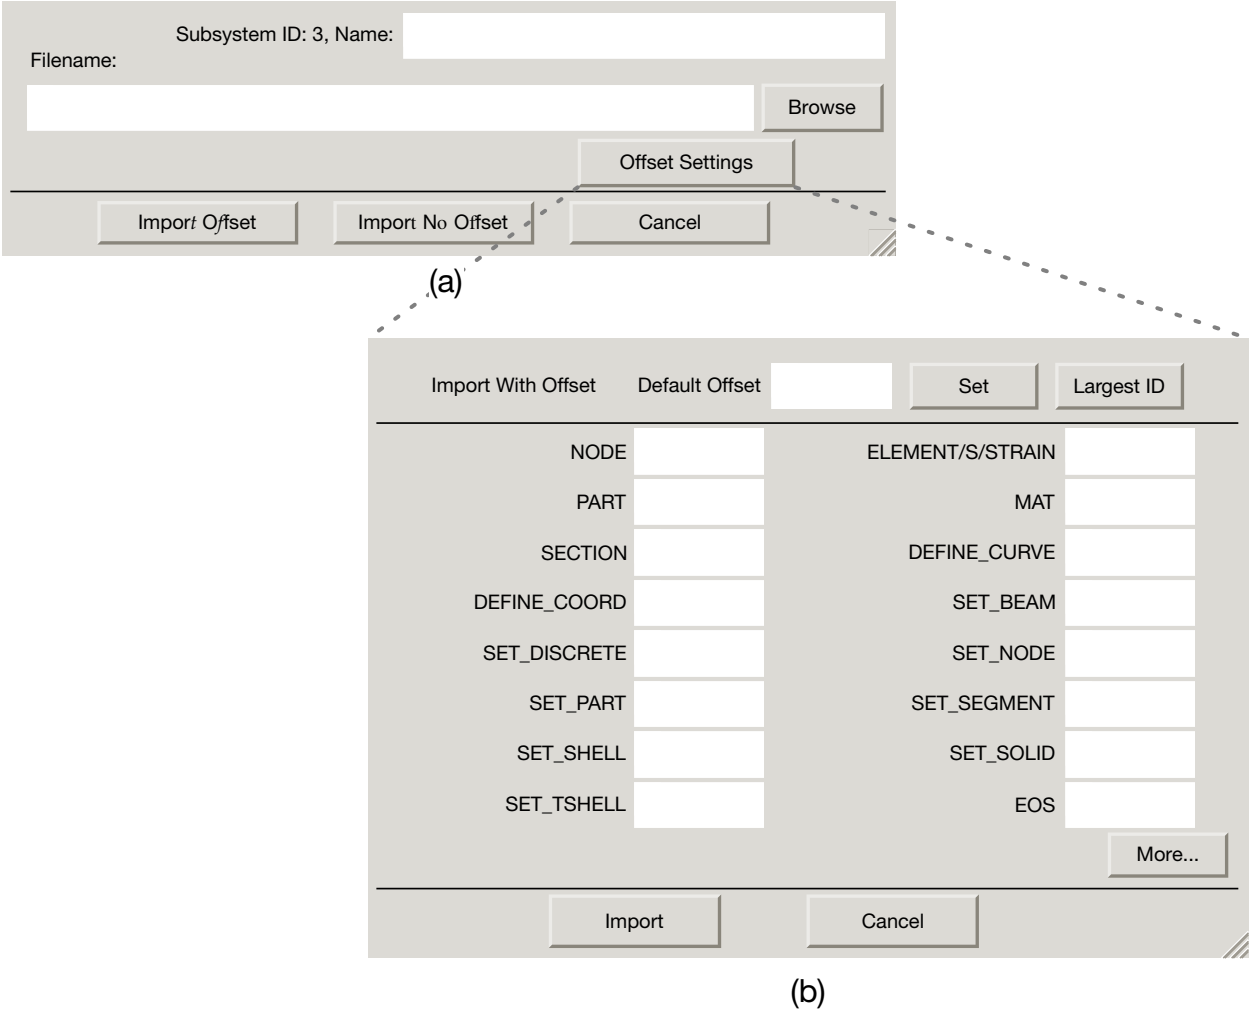 Subsystem ID: 3, Name:
Filename:
Browse
Offset Settings
Import Offset Import No Offset Cancel
(a)
Import With Offset Default Offset Set Largest ID
NODE ELEMENT/S/STRAIN
PART MAT
SECTION DEFINE_CURVE
DEFINE_COORD SET_BEAM
SET_DISCRETE SET_NODE
SET_PART SET_SEGMENT
SET_SHELL SET_SOLID
SET_TSHELL EOS
More...
Import Cancel
(b)